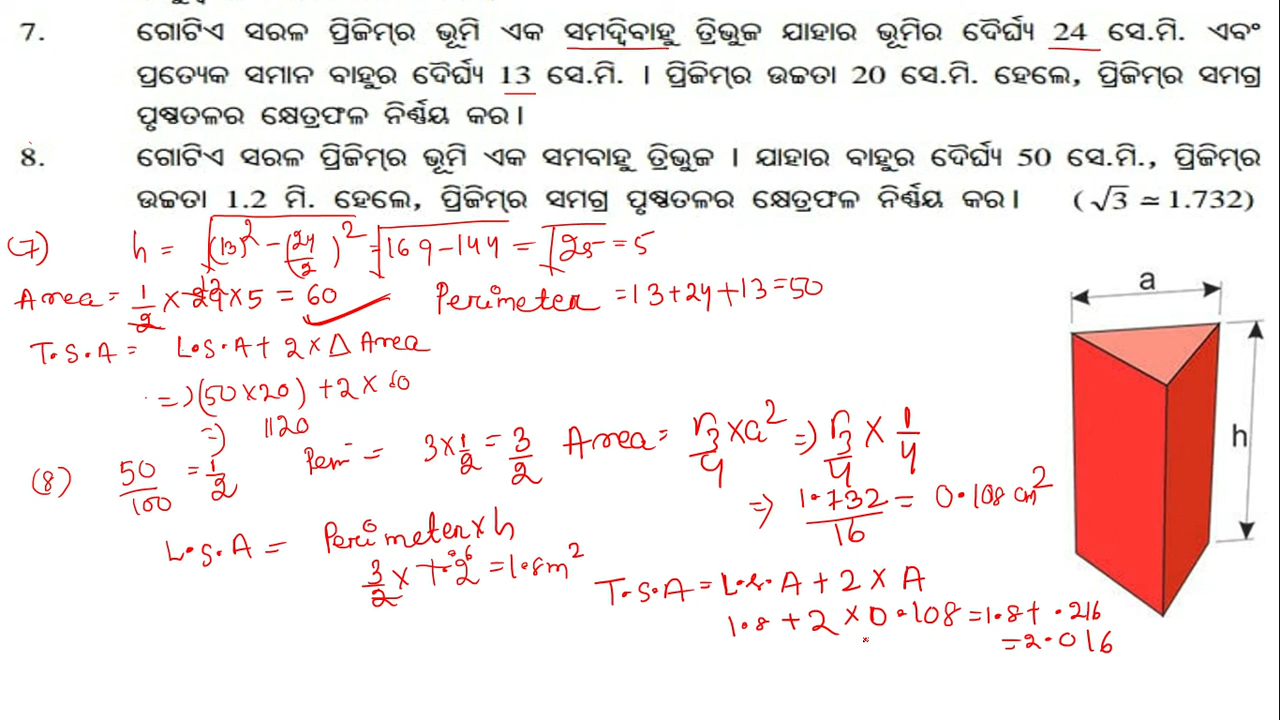 7. ଗୋଟିଏ ସରଳ ପ୍ରିଜିମ୍‌ର ଭୂମି ଏକ ସମଦ୍ୱିବାହୁ ତ୍ରିଭୁଜ ଯାହାର ଭୂମିର ଦୈର୍ଘ୍ୟ 24 ସେ.ମି. ଏବଂ
ପ୍ରତ୍ୟେକ ସମାନ ବାହୁର ଦୈର୍ଘ୍ୟ 13 ସେ.ମି. । ପ୍ରିଜିମ୍‌ର ଉଚ୍ଚତା 20 ସେ.ମି. ହେଲେ, ପ୍ରିଜିମ୍‌ର ସମଗ୍ର
ପୃଷ୍ଠତଳର କ୍ଷେତ୍ରଫଳ ନିର୍ଣ୍ଣୟ କର।
8. ଗୋଟିଏ ସରଳ ପ୍ରିଜିମ୍‌ର ଭୂମି ଏକ ସମବାହୁ ତ୍ରିଭୁଜ । ଯାହାର ବାହୁର ଦୈର୍ଘ୍ୟ 50 ସେ.ମି., ପ୍ରିଜିମ୍‌ର
ଉଚ୍ଚତା 1.2 ମି. ହେଲେ, ପ୍ରିଜିମ୍‌ର ସମଗ୍ର ପୃଷ୍ଠତଳର କ୍ଷେତ୍ରଫଳ ନିର୍ଣ୍ଣୟ କର। (√3 ≃ 1.732)
(7) h = √((13)² - (24/2)²) = √(169-144) = √25 = 5
Area = 1/2 × 24 12 × 5 = 60 Perimeter = 13+24+13=50
T.S.A = L.S.A + 2 × Δ Area
=> (50×20) + 2×60
=> 1120
(8) 50/100 = 1/2 Perm = 3×1/2 = 3/2 Area = √3/4 × a² => √3/4 × 1/4
=> 1.732/16 = 0.108 cm²
L.S.A = Perimeter × h
3/2 × 1.2 0.6 = 1.8m²
T.S.A = L.S.A + 2 × A
1.8 + 2 × 0.108 = 1.8+ .216
= 2.016
a
h